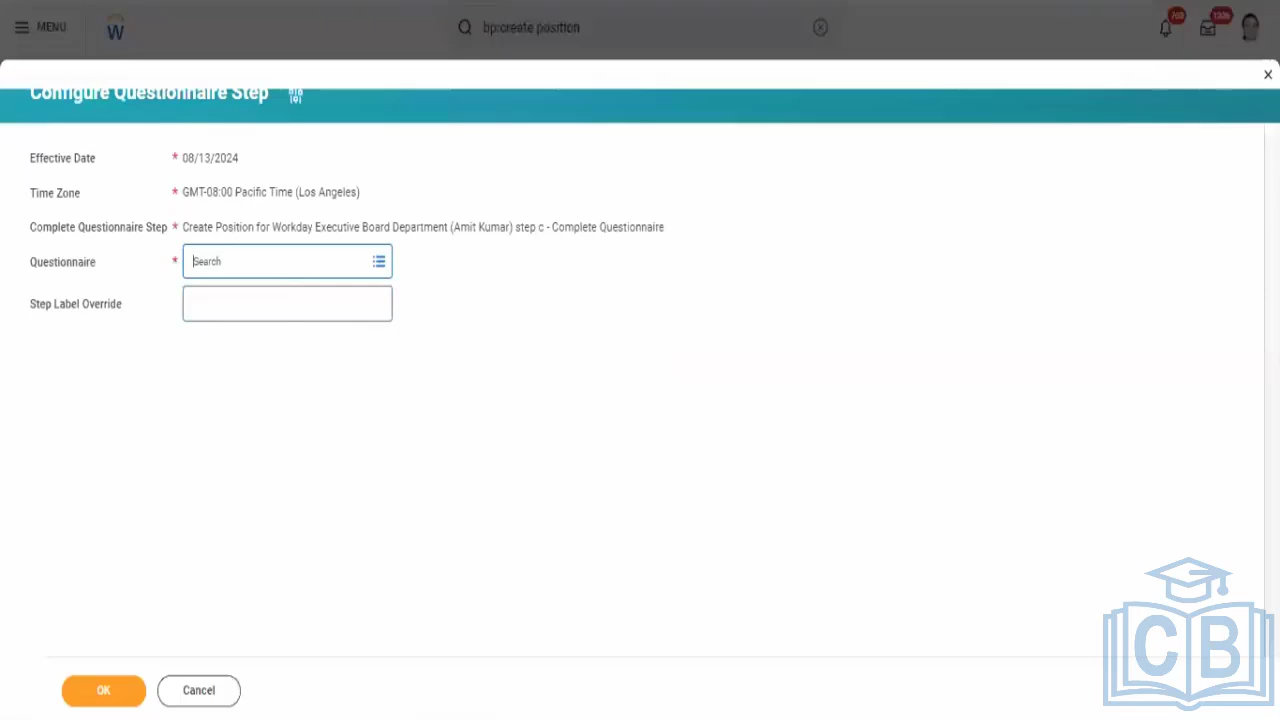 MENU
W
bp:create position
Configure Questionnaire Step
Effective Date * 08/13/2024
Time Zone * GMT-08:00 Pacific Time (Los Angeles)
Complete Questionnaire Step * Create Position for Workday Executive Board Department (Amit Kumar) step c - Complete Questionnaire
Questionnaire * Search
Step Label Override
OK Cancel
CB